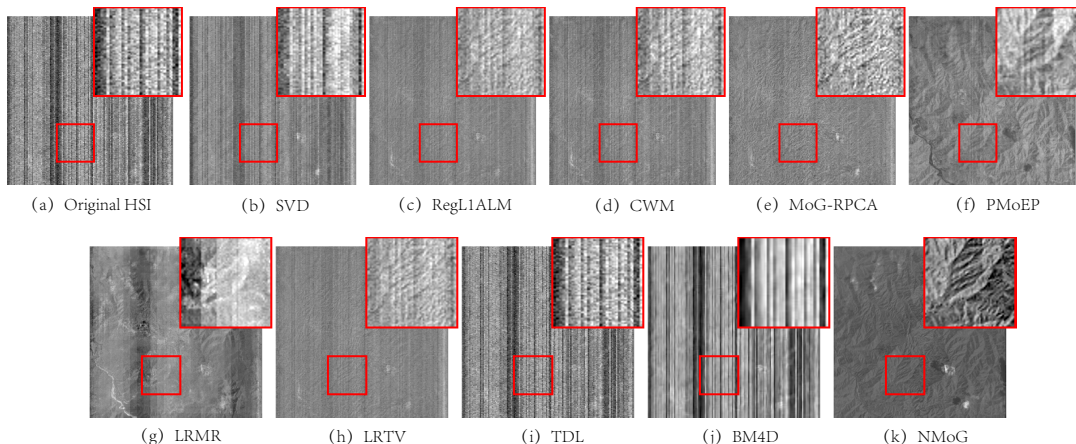 (a) Original HSI
(b) SVD
(c) RegL1ALM
(d) CWM
(e) MoG-RPCA
(f) PMoEP
(g) LRMR
(h) LRTV
(i) TDL
(j) BM4D
(k) NMoG